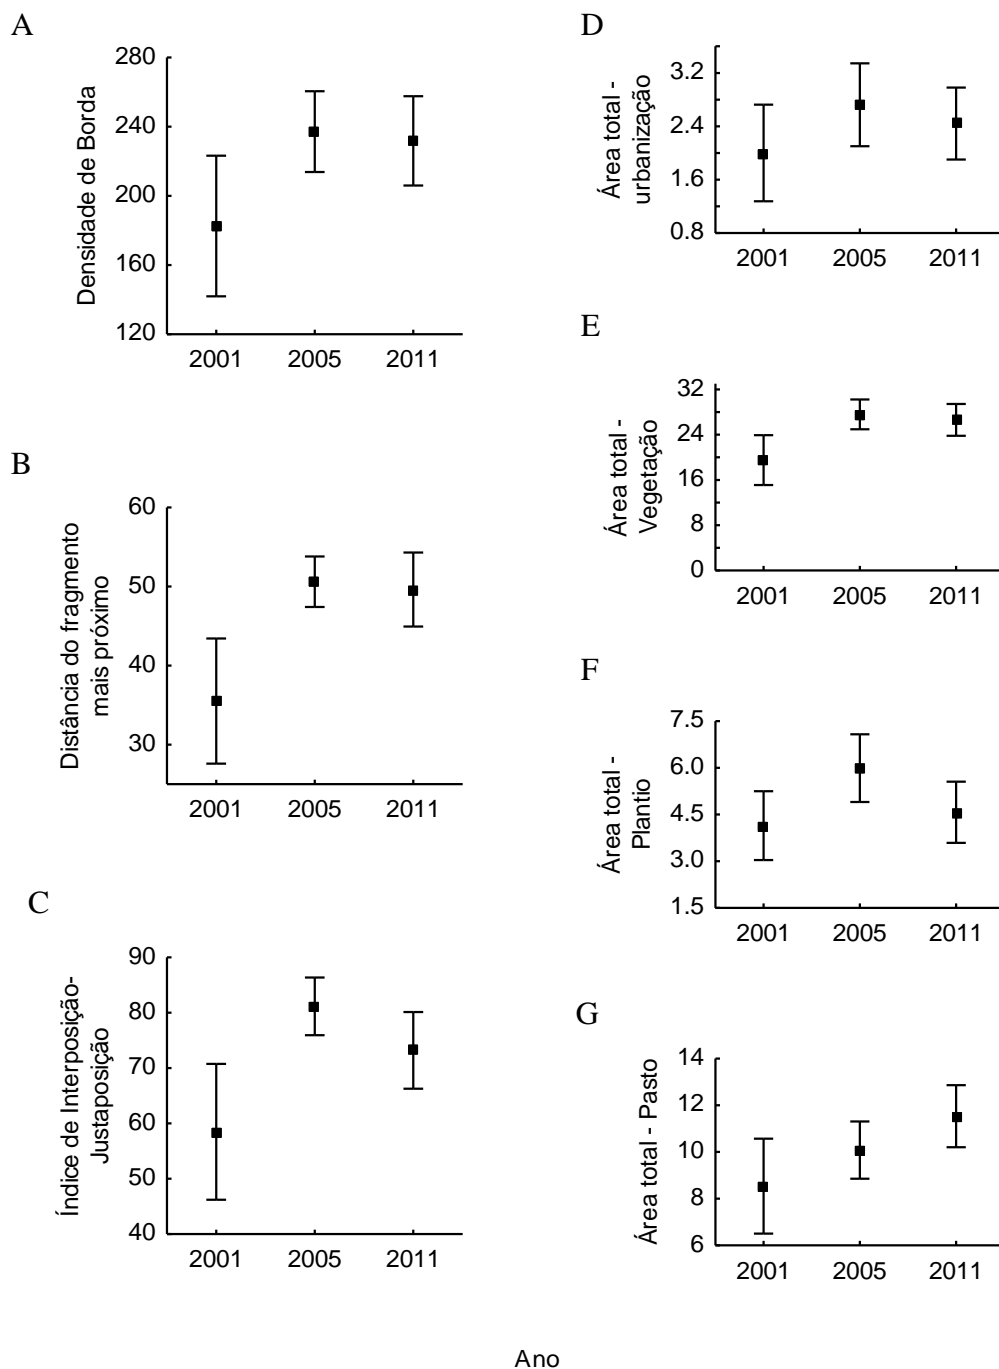 A
Densidade de Borda
280
240
200
160
120
2001 2005 2011
B
Distância do fragmento
mais próximo
60
50
40
30
2001 2005 2011
C
Índice de Interposição-
Justaposição
90
80
70
60
50
40
2001 2005 2011
D
Área total -
urbanização
3.2
2.4
1.6
0.8
2001 2005 2011
E
Área total -
Vegetação
32
24
16
8
0
2001 2005 2011
F
Área total -
Plantio
7.5
6.0
4.5
3.0
1.5
2001 2005 2011
G
Área total - Pasto
14
12
10
8
6
2001 2005 2011
Ano